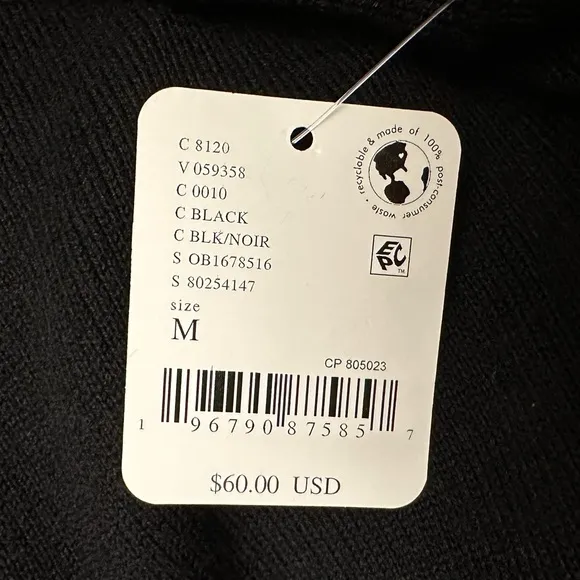 C 8120
V 059358
C 0010
C BLACK
C BLK/NOIR
S OB1678516
S 80254147
size
M
recyclable & made of 100% post-consumer waste •
EPC™
CP 805023
1 96790 87585 7
$60.00 USD